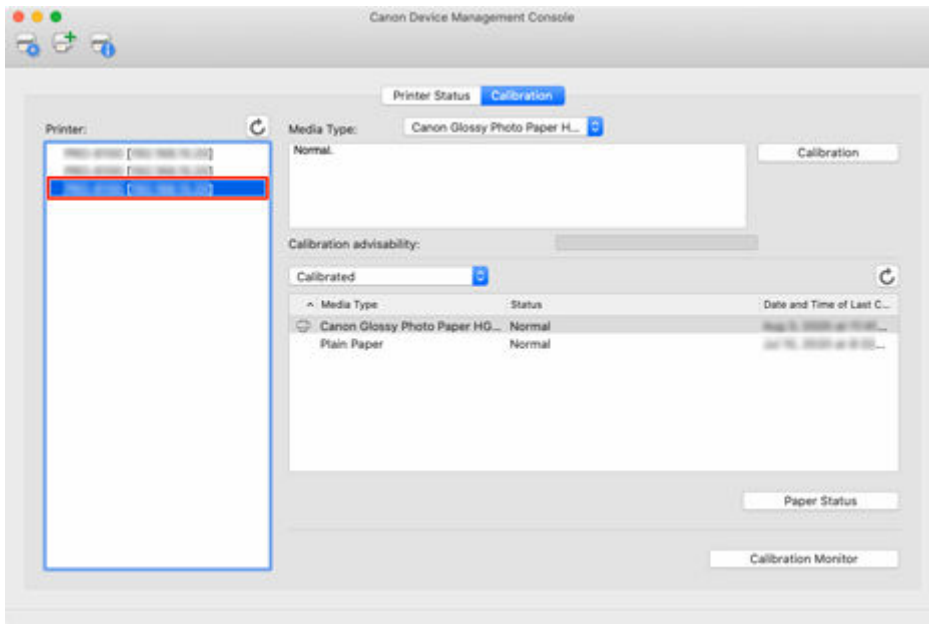 Canon Device Management Console
Printer Status Calibration
Printer:
Media Type: Canon Glossy Photo Paper H...
Normal.
Calibration
Calibration advisability:
Calibrated
Media Type Status Date and Time of Last C...
Canon Glossy Photo Paper HG... Normal
Plain Paper Normal
Paper Status
Calibration Monitor